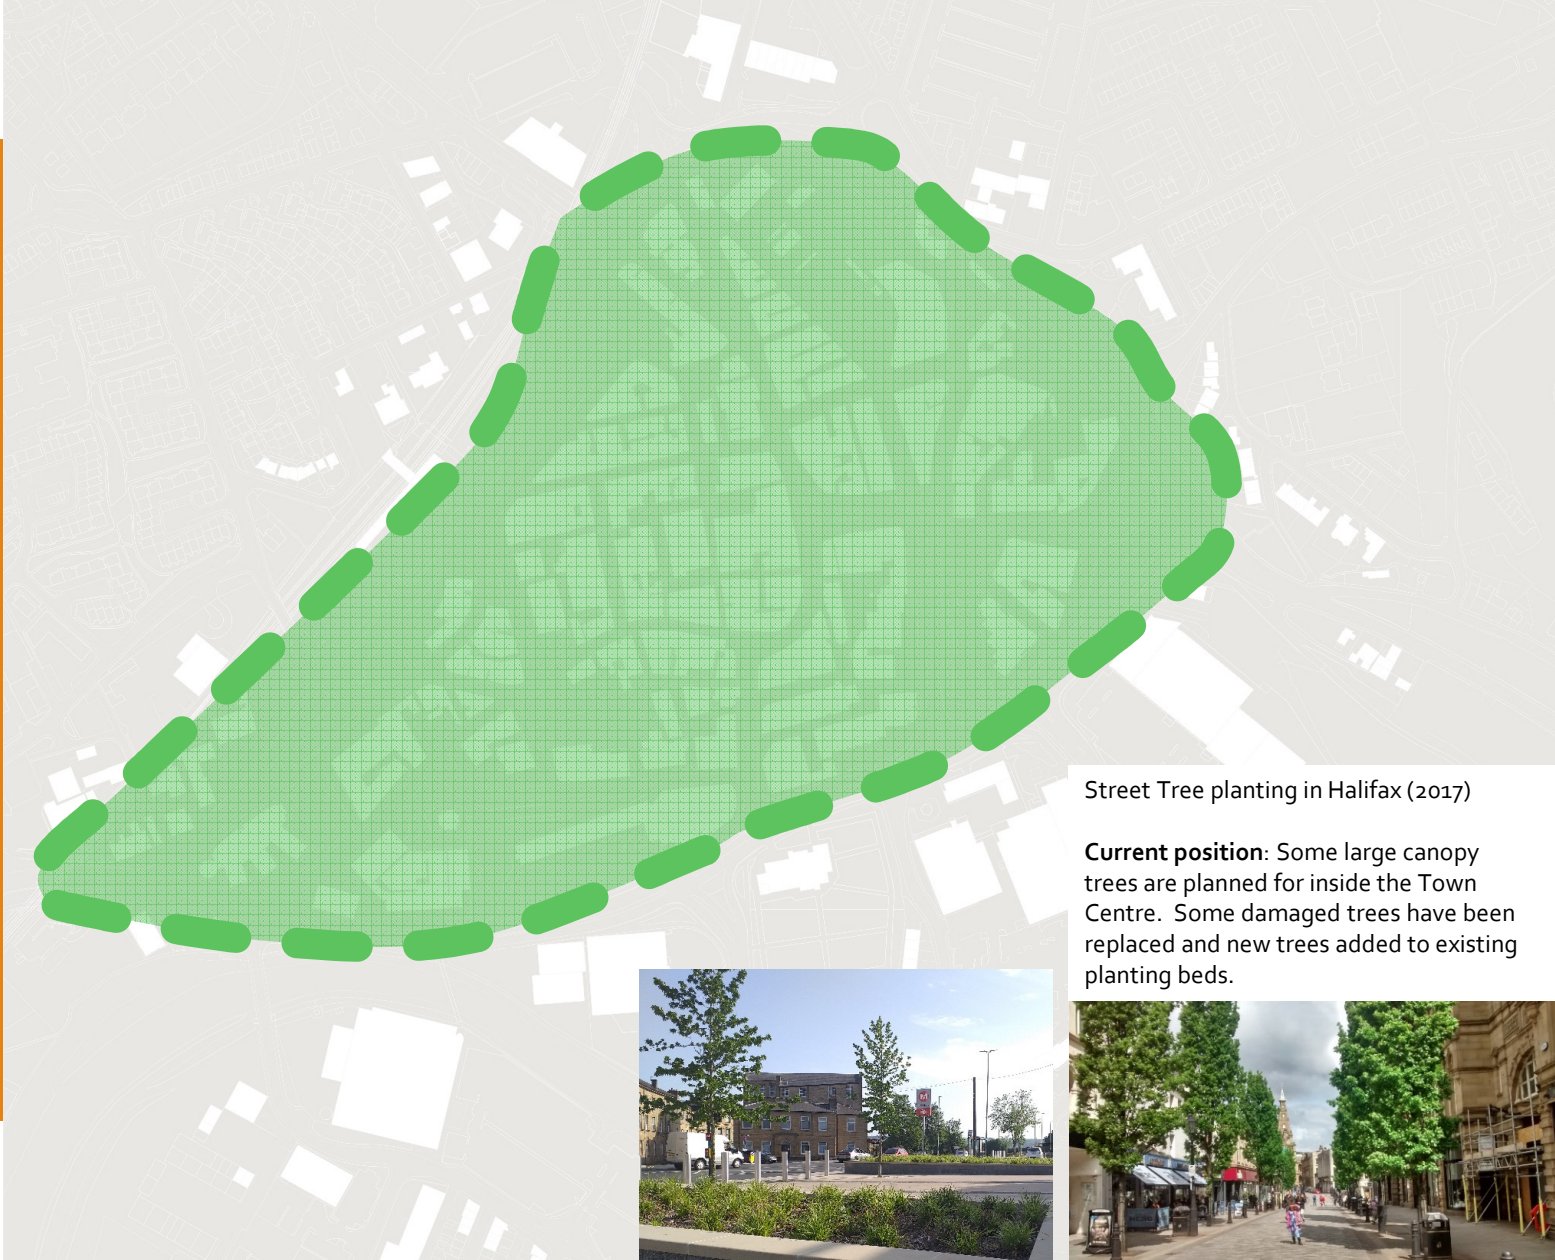 Street Tree planting in Halifax (2017)
Current position: Some large canopy
trees are planned for inside the Town
Centre. Some damaged trees have been
replaced and new trees added to existing
planting beds.